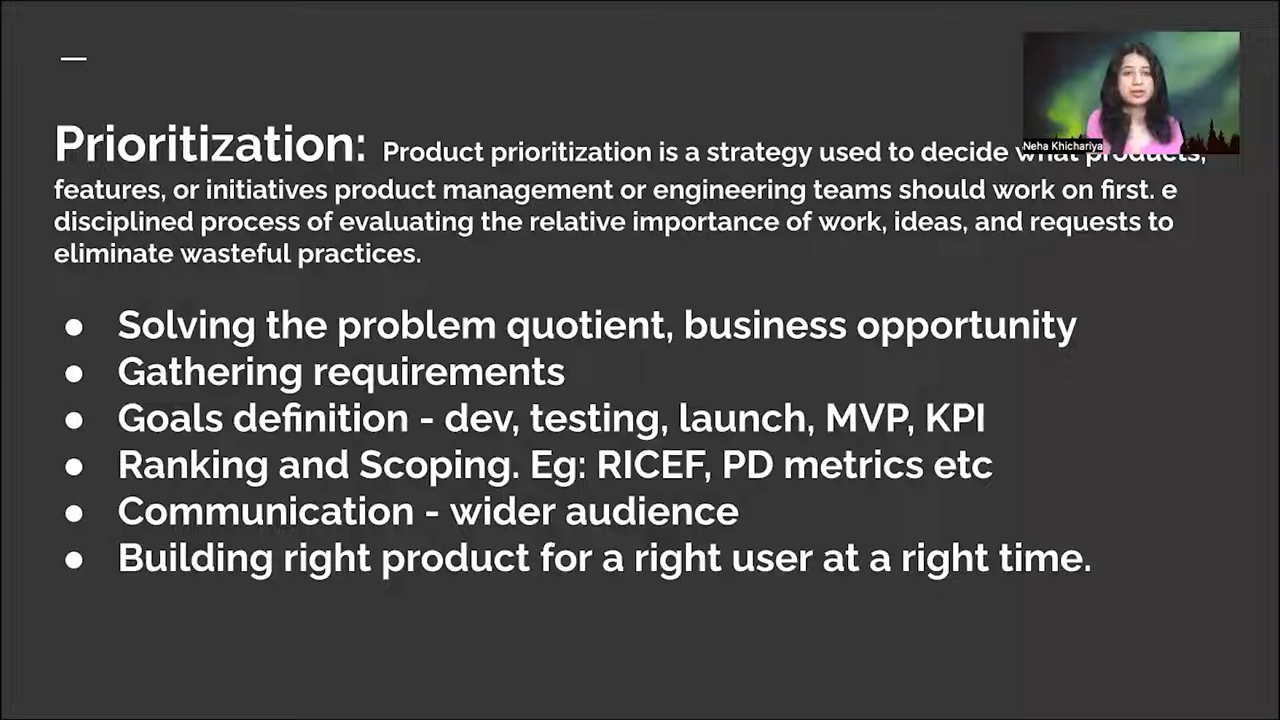 Prioritization: Product prioritization is a strategy used to decide what products,
features, or initiatives product management or engineering teams should work on first. e
disciplined process of evaluating the relative importance of work, ideas, and requests to
eliminate wasteful practices.
● Solving the problem quotient, business opportunity
● Gathering requirements
● Goals definition - dev, testing, launch, MVP, KPI
● Ranking and Scoping. Eg: RICEF, PD metrics etc
● Communication - wider audience
● Building right product for a right user at a right time.
Neha Khichariya